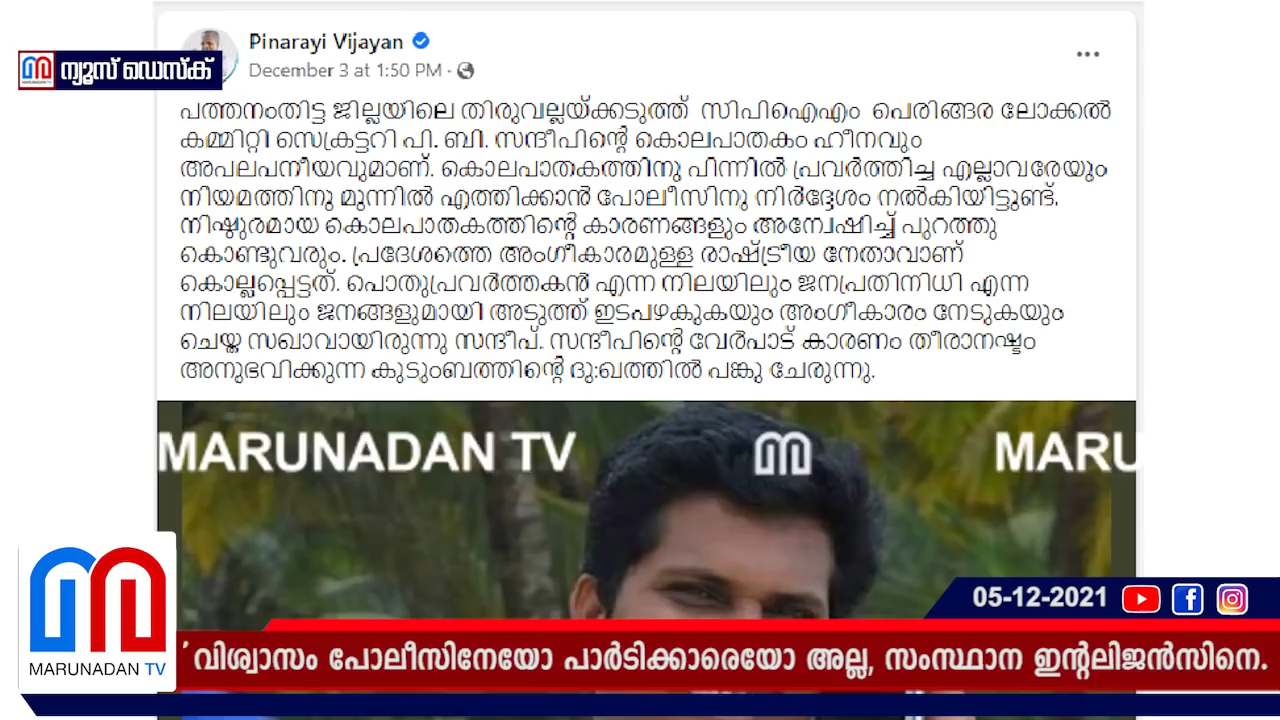 Pinarayi Vijayan
December 3 at 1:50 PM ·
ന്യൂസ് ഡെസ്ക്
MARUNADAN TV
പത്തനംതിട്ട ജില്ലയിലെ തിരുവല്ലയ്ക്കടുത്ത് സിപിഐഎം പെരിങ്ങര ലോക്കൽ
കമ്മിറ്റി സെക്രട്ടറി പി. ബി. സന്ദീപിന്റെ കൊലപാതകം ഹീനവും
അപലപനീയവുമാണ്. കൊലപാതകത്തിനു പിന്നിൽ പ്രവർത്തിച്ച എല്ലാവരേയും
നിയമത്തിനു മുന്നിൽ എത്തിക്കാൻ പോലീസിനു നിർദ്ദേശം നൽകിയിട്ടുണ്ട്.
നിഷ്ഠുരമായ കൊലപാതകത്തിന്റെ കാരണങ്ങളും അന്വേഷിച്ച് പുറത്തു
കൊണ്ടുവരും. പ്രദേശത്തെ അംഗീകാരമുള്ള രാഷ്ട്രീയ നേതാവാണ്
കൊല്ലപ്പെട്ടത്. പൊതുപ്രവർത്തകൻ എന്ന നിലയിലും ജനപ്രതിനിധി എന്ന
നിലയിലും ജനങ്ങളുമായി അടുത്ത് ഇടപഴകുകയും അംഗീകാരം നേടുകയും
ചെയ്ത സഖാവായിരുന്നു സന്ദീപ്. സന്ദീപിന്റെ വേർപാട് കാരണം തീരാനഷ്ടം
അനുഭവിക്കുന്ന കുടുംബത്തിന്റെ ദു:ഖത്തിൽ പങ്കു ചേരുന്നു.
MARUNADAN TV
MARU
05-12-2021
' വിശ്വാസം പോലീസിനേയോ പാർടിക്കാരെയോ അല്ല, സംസ്ഥാന ഇന്റലിജൻസിനെ.
MARUNADAN TV